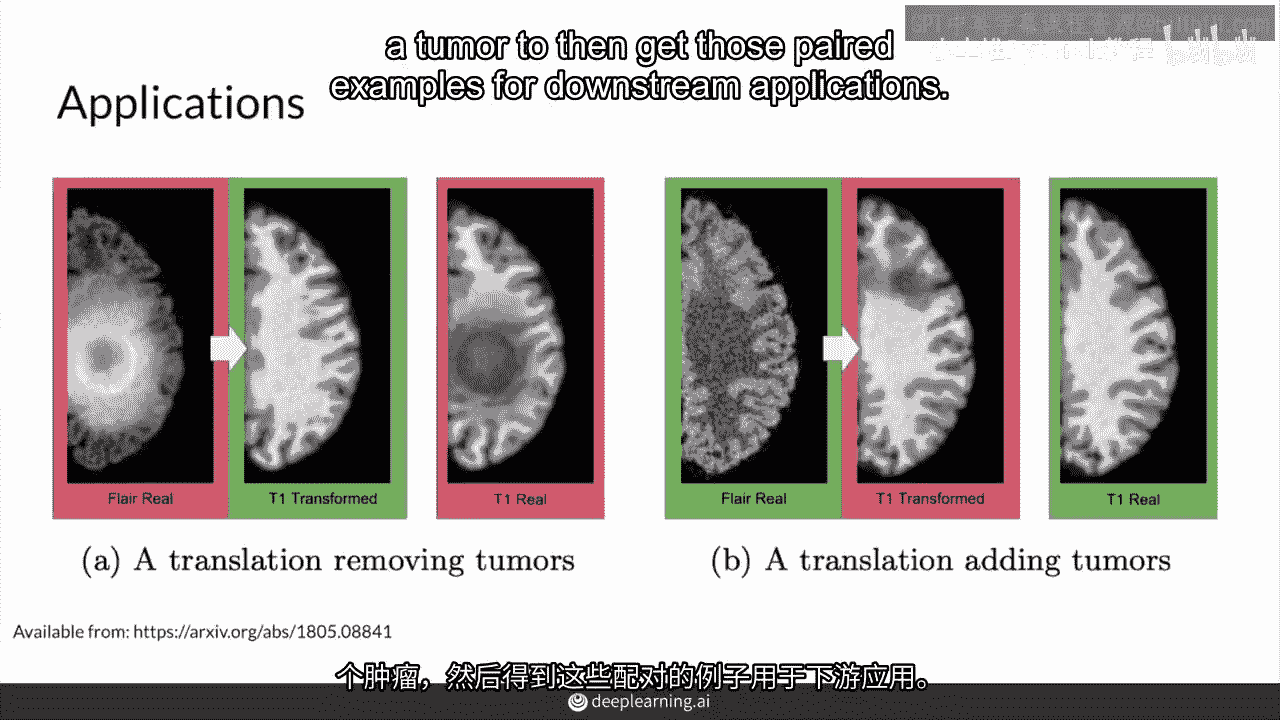 a tumor to then get those paired
examples for downstream applications.
Applications
Flair Real
T1 Transformed
T1 Real
Flair Real
T1 Transformed
T1 Real
(a) A translation removing tumors
(b) A translation adding tumors
Available from: https://arxiv.org/abs/1805.08841
个肿瘤，然后得到这些配对的例子用于下游应用。
deeplearning.ai